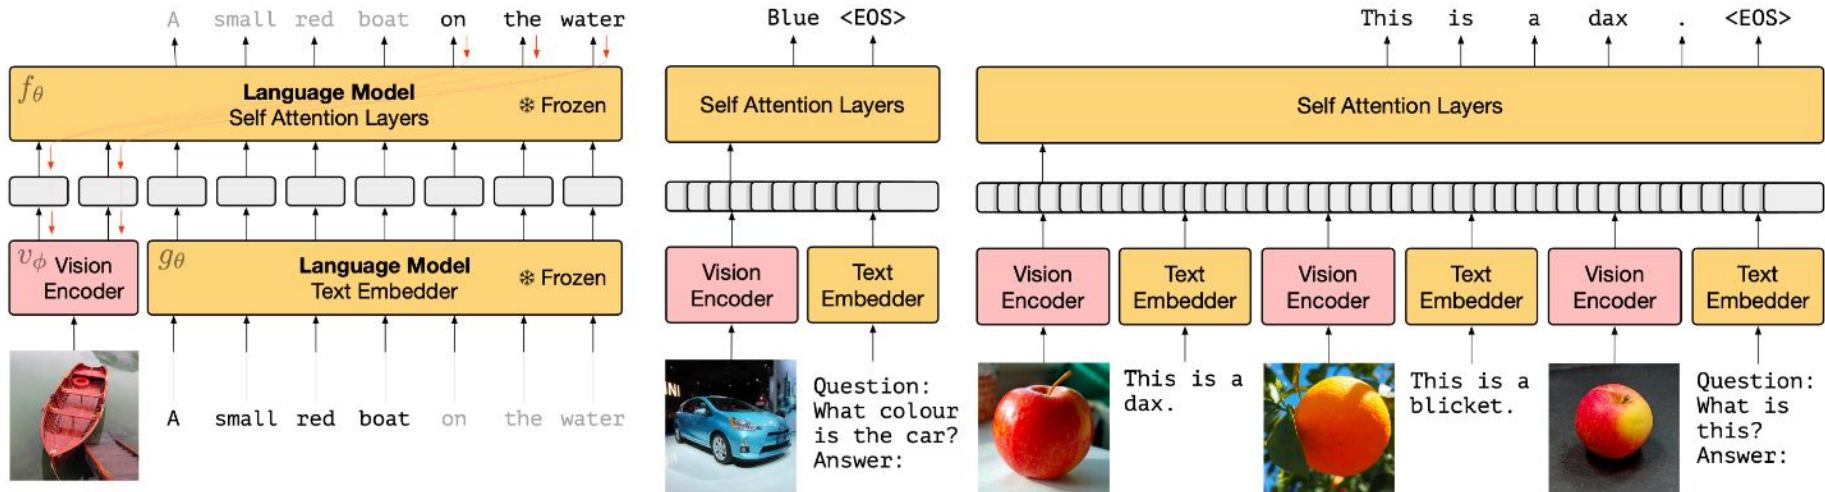 A small red boat on the water
fθ
Language Model
Self Attention Layers
❄ Frozen
vϕ Vision
Encoder
gθ
Language Model
Text Embedder
❄ Frozen
A small red boat on the water
Blue <EOS>
Self Attention Layers
Vision
Encoder
Text
Embedder
Question:
What colour
is the car?
Answer:
This is a dax . <EOS>
Self Attention Layers
Vision
Encoder
Text
Embedder
Vision
Encoder
Text
Embedder
Vision
Encoder
Text
Embedder
This is a
dax.
This is a
blicket.
Question:
What is
this?
Answer: